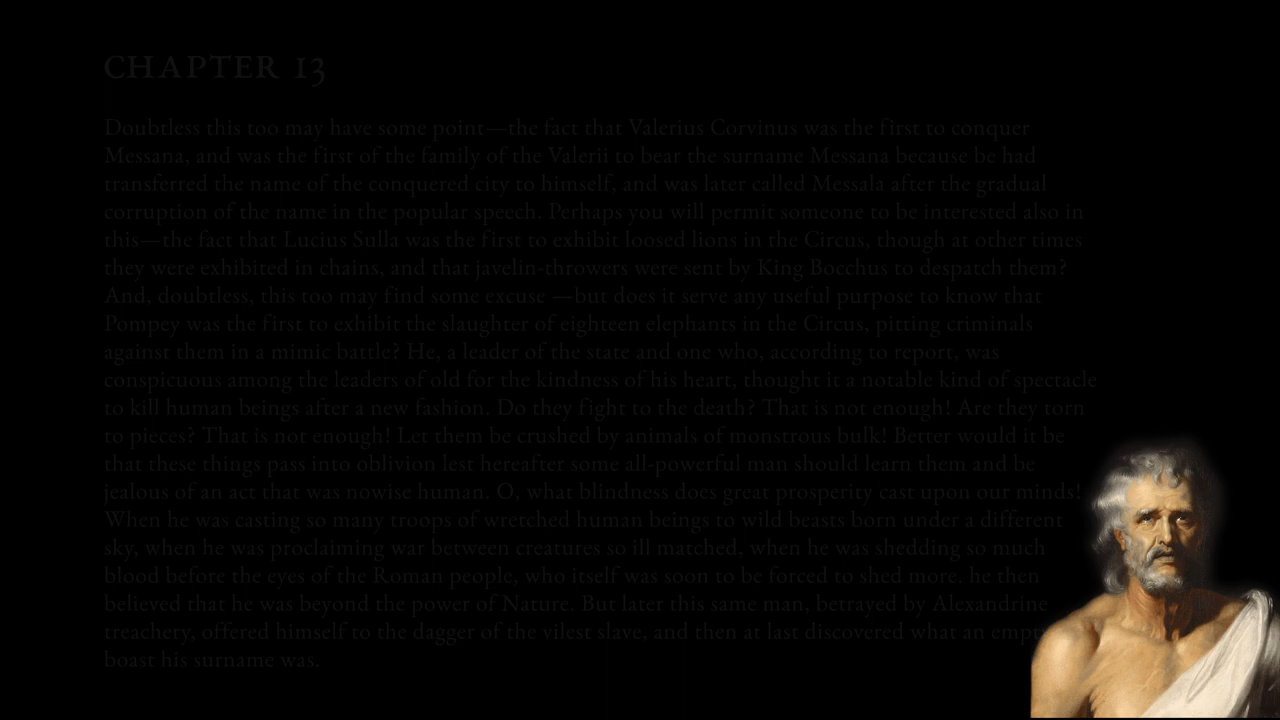 CHAPTER 13
Doubtless this too may have some point—the fact that Valerius Corvinus was the first to conquer
Messana, and was the first of the family of the Valerii to bear the surname Messana because be had
transferred the name of the conquered city to himself. and was later called Messala after the gradual
corruption of the name in the popular speech. Perhaps you will permit someone to be interested also in
this—the fact that Lucius Sulla was the first to exhibit loosed lions in the Circus, though at other times
they were exhibited in chains, and that javelin-throwers were sent by King Bocchus to despatch them?
And, doubtless, this too may find some excuse —but does it serve any useful purpose to know that
Pompey was the first to exhibit the slaughter of eighteen elephants in the Circus, pitting criminals
against them in a mimic battle? He, a leader of the state and one who, according to report, was
conspicuous among the leaders of old for the kindness of his heart, thought it a notable kind of spectacle
to kill human beings after a new fashion. Do they fight to the death? That is not enough! Are they torn
to pieces? That is not enough! Let them be crushed by animals of monstrous bulk! Better would it be
that these things pass into oblivion lest hereafter some all-powerful man should learn them and be
jealous of an act that was nowise human. O, what blindness does great prosperity cast upon our minds!
When he was casting so many troops of wretched human beings to wild beasts born under a different
sky, when he was proclaiming war between creatures so ill matched, when he was shedding so much
blood before the eyes of the Roman people, who itself was soon to be forced to shed more. he then
believed that he was beyond the power of Nature. But later this same man, betrayed by Alexandrine
treachery, offered himself to the dagger of the vilest slave, and then at last discovered what an
boast his surname was.